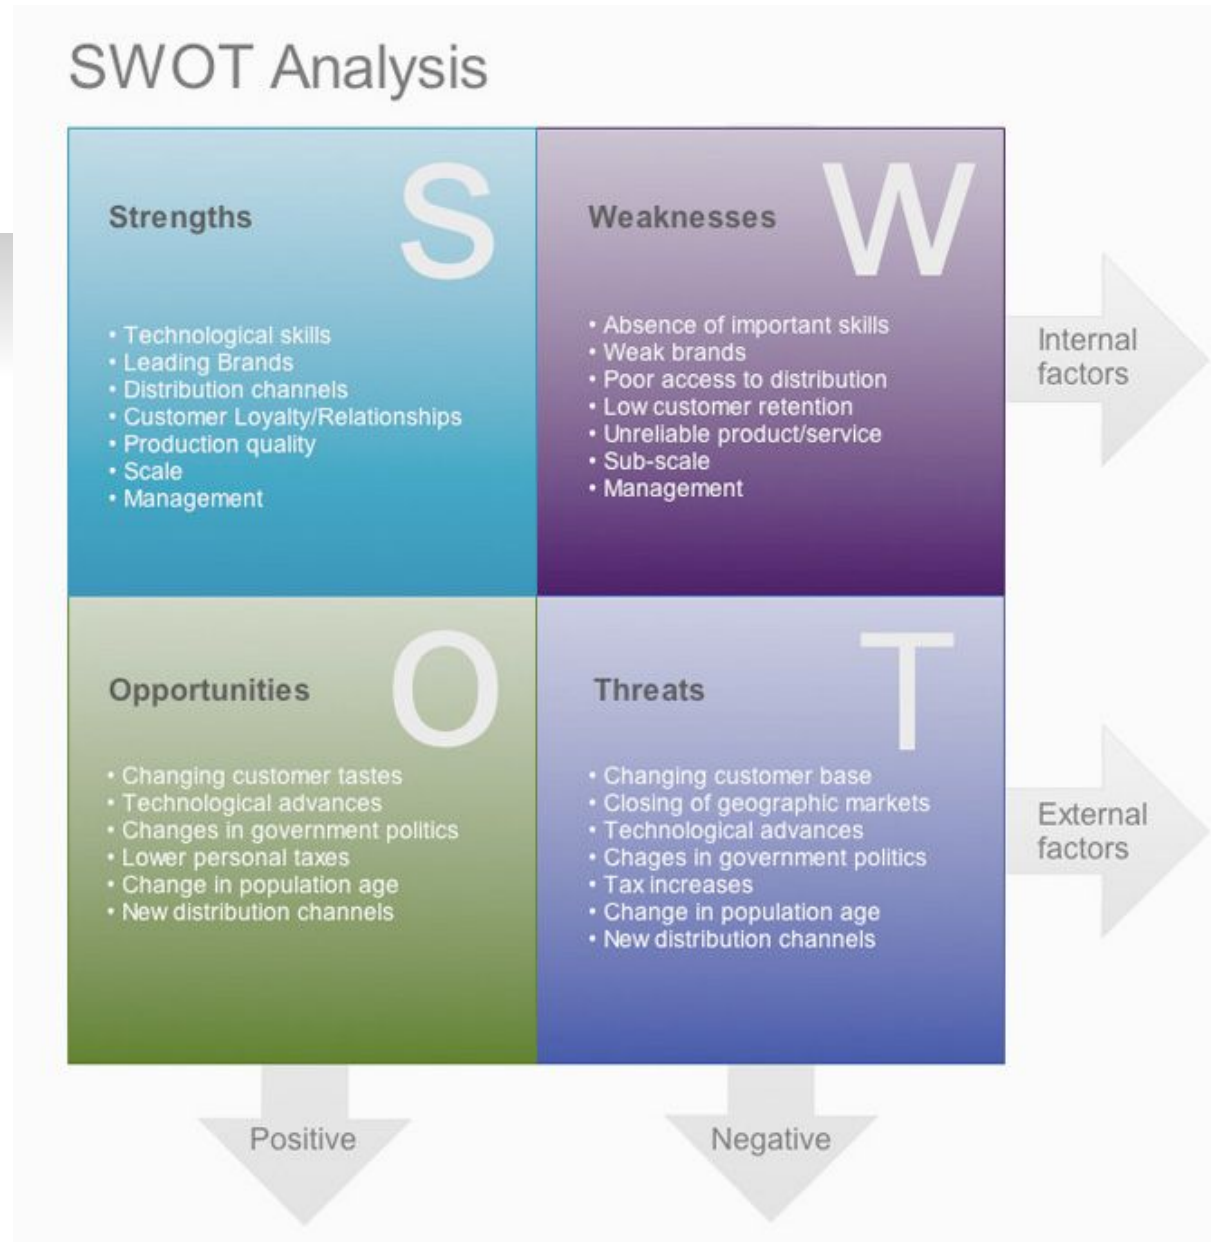 SWOT Analysis
S
Strengths
• Technological skills
• Leading Brands
• Distribution channels
• Customer Loyalty/Relationships
• Production quality
• Scale
• Management
W
Weaknesses
• Absence of important skills
• Weak brands
• Poor access to distribution
• Low customer retention
• Unreliable product/service
• Sub-scale
• Management
Internal
factors
O
Opportunities
• Changing customer tastes
• Technological advances
• Changes in government politics
• Lower personal taxes
• Change in population age
• New distribution channels
T
Threats
• Changing customer base
• Closing of geographic markets
• Technological advances
• Chages in government politics
• Tax increases
• Change in population age
• New distribution channels
External
factors
Positive
Negative